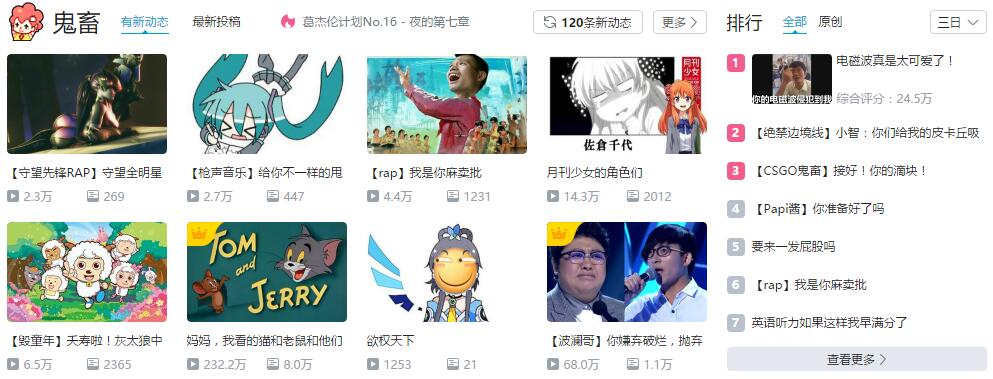 鬼畜
有新动态
最新投稿
葛杰伦计划No.16 - 夜的第七章
120条新动态
更多
排行
全部
原创
三日
佐倉千代
月刊
少女
【守望先锋RAP】守望全明星
2.3万
269
【枪声音乐】给你不一样的甩
2.7万
447
【rap】我是你麻卖批
4.4万
1231
月刊少女的角色们
14.3万
2012
TOM
and
JERRY
【毁童年】夭寿啦！灰太狼中
6.5万
2365
妈妈，我看的猫和老鼠和他们
232.2万
8.0万
欲权天下
1253
21
【波澜哥】你嫌弃破烂，抛弃
68.0万
1.1万
1
你的电磁波侵犯到我
电磁波真是太可爱了！
综合评分：24.5万
2
【绝禁边境线】小智：你们给我的皮卡丘吸
3
【CSGO鬼畜】接好！你的滴块！
4
【Papi酱】你准备好了吗
5
要来一发屁股吗
6
【rap】我是你麻卖批
7
英语听力如果这样我早满分了
查看更多